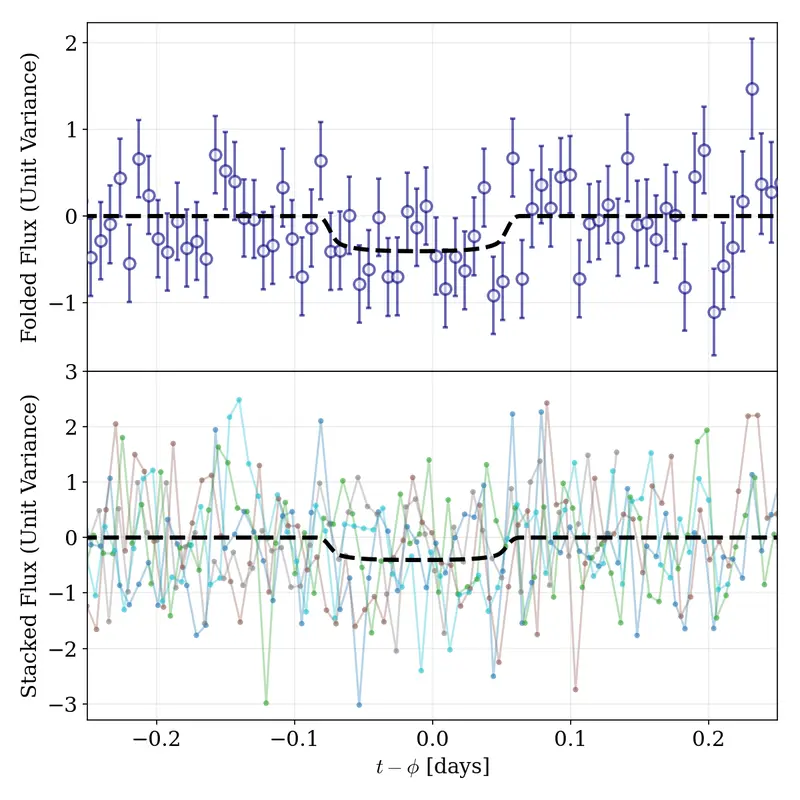 Folded Flux (Unit Variance)
2
1
0
−1
Stacked Flux (Unit Variance)
3
2
1
0
−1
−2
−3
−0.2 −0.1 0.0 0.1 0.2
t − ϕ [days]